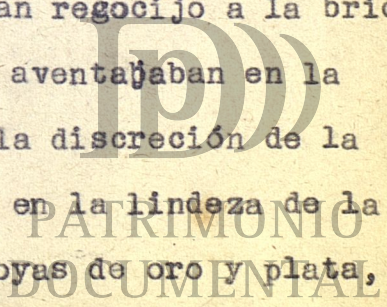 an regocijo a la bri
aventajaban en la
la discreción de la
en la lindeza de la
oyas de oro y plata,
PATRIMONIO
DOCUMENTAL